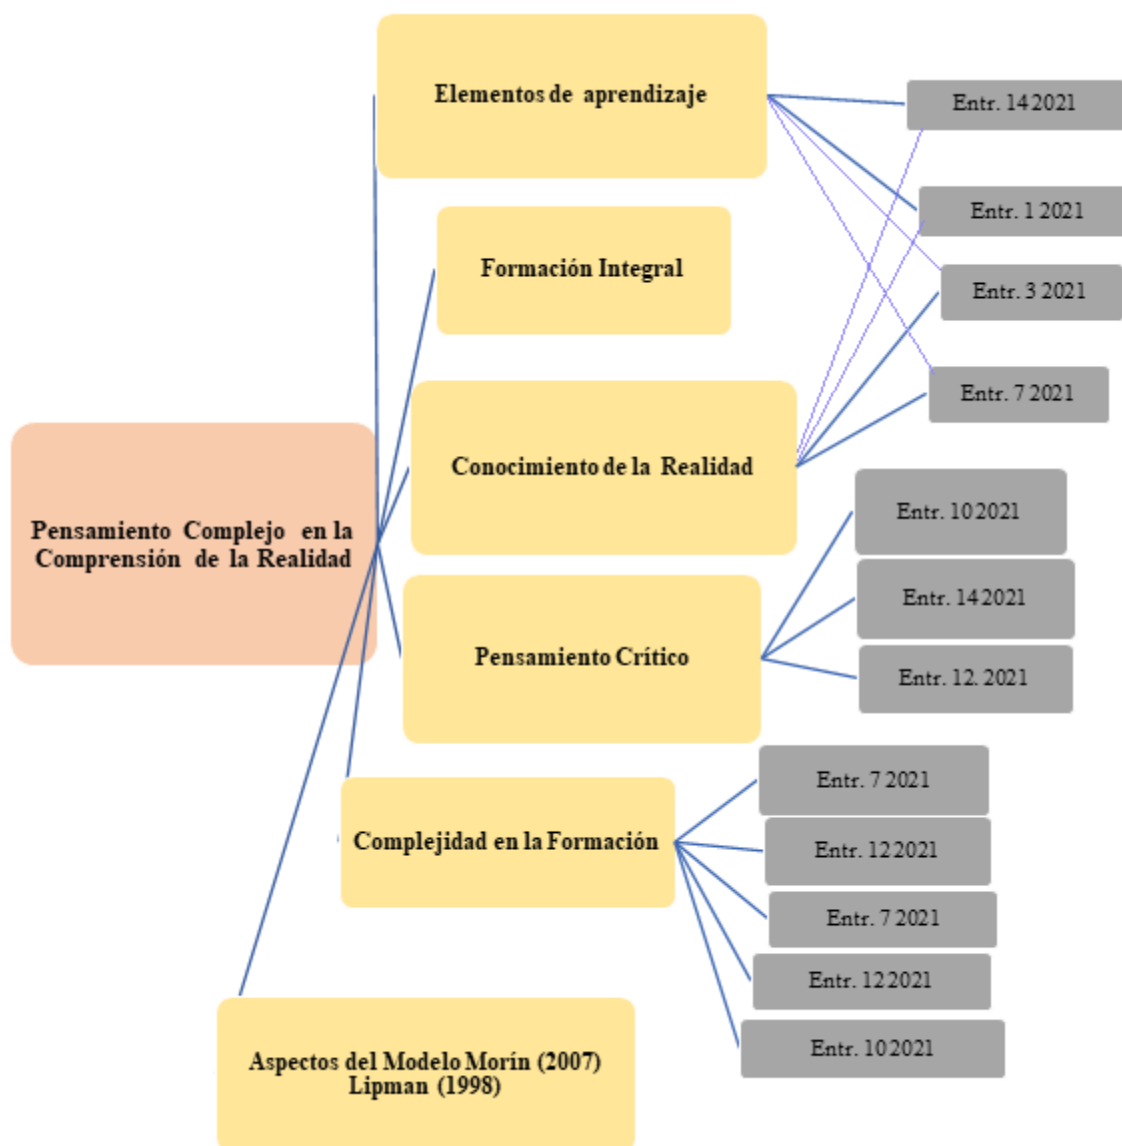 Elementos de aprendizaje
Entr. 14 2021
Entr. 1 2021
Formación Integral
Entr. 3 2021
Entr. 7 2021
Conocimiento de la Realidad
Pensamiento Complejo en la
Comprensión de la Realidad
Entr. 10 2021
Entr. 14 2021
Pensamiento Crítico
Entr. 12. 2021
Entr. 7 2021
Complejidad en la Formación
Entr. 12 2021
Entr. 7 2021
Entr. 12 2021
Entr. 10 2021
Aspectos del Modelo Morín (2007)
Lipman (1998)